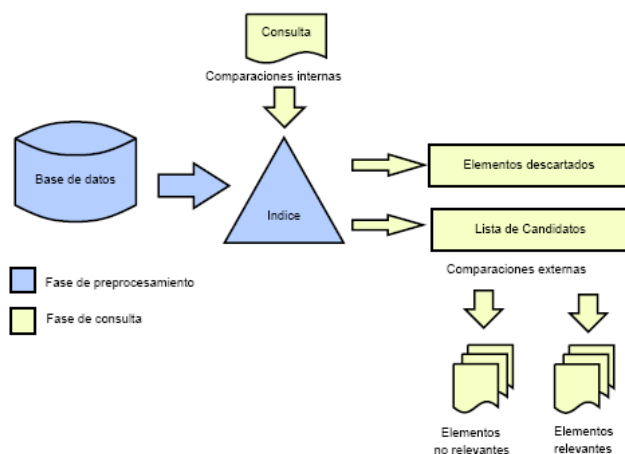 Consulta
Comparaciones internas
Base de datos
Indice
Elementos descartados
Lista de Candidatos
Comparaciones externas
Fase de preprocesamiento
Fase de consulta
Elementos
no relevantes
Elementos
relevantes